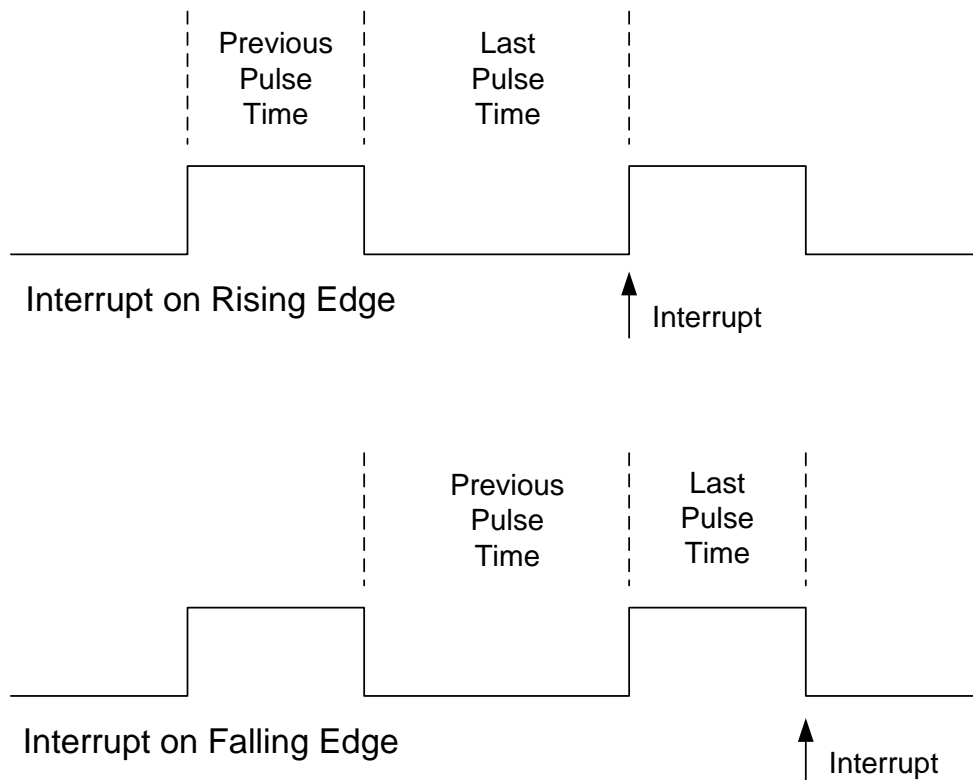 Previous
Pulse
Time
Last
Pulse
Time
Interrupt on Rising Edge
Interrupt
Previous
Pulse
Time
Last
Pulse
Time
Interrupt on Falling Edge
Interrupt